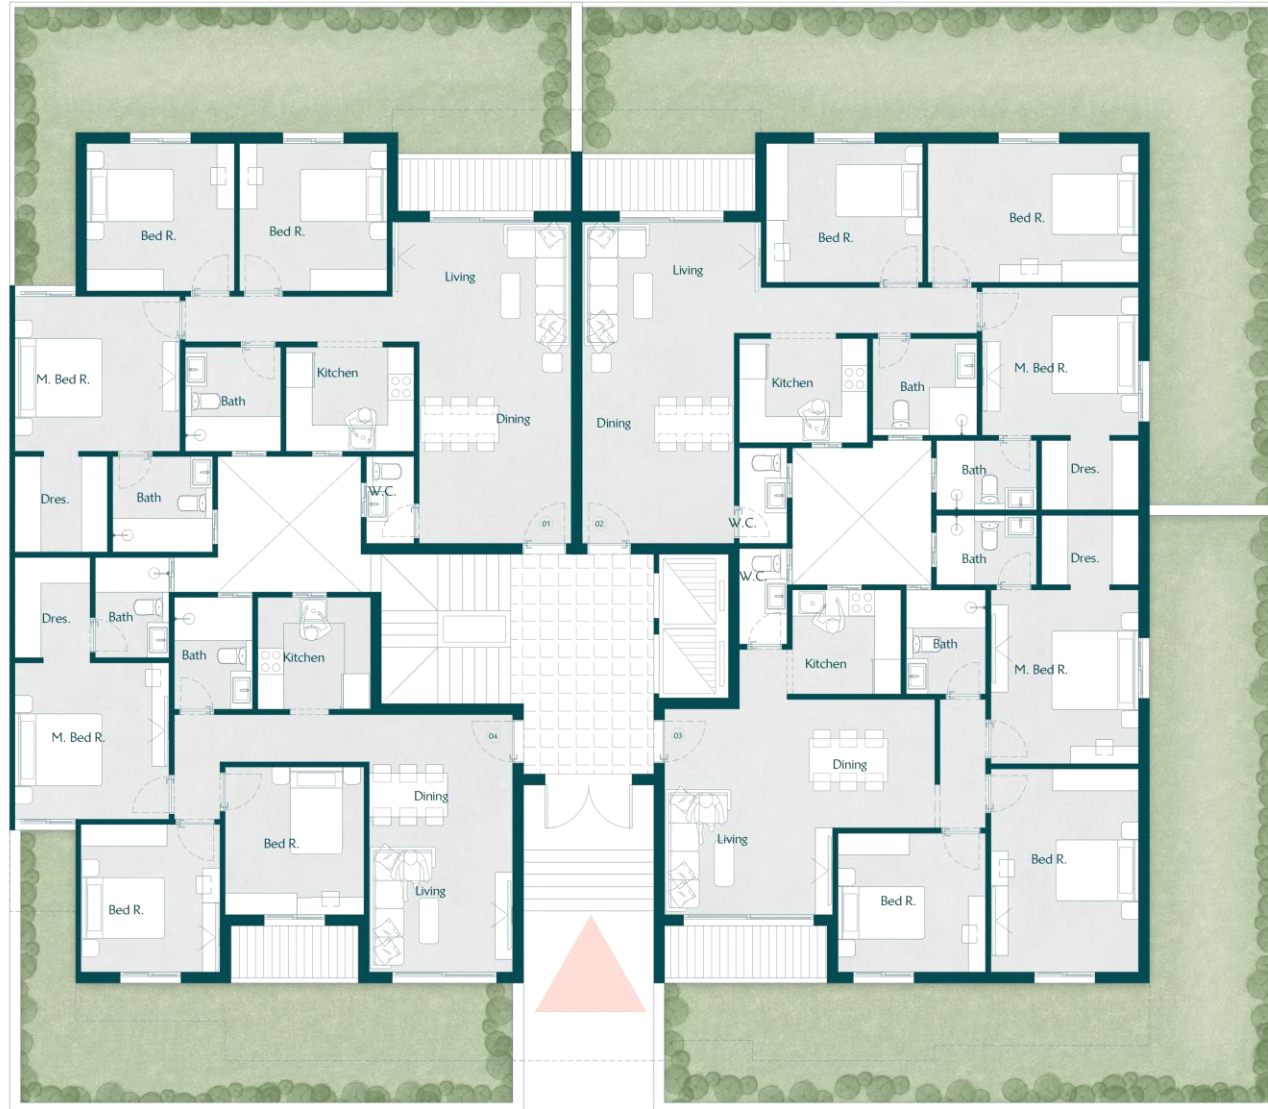 Bed R.
Bed R.
Living
M. Bed R.
Kitchen
Bath
Dining
Dres.
Bath
W.C.
01
Bed R.
Bed R.
Living
M. Bed R.
Kitchen
Bath
Dining
Bath
Dres.
W.C.
02
Dres.
Bath
Bath
Kitchen
M. Bed R.
04
Dining
Bed R.
Living
Bed R.
W.C.
Bath
Dres.
Kitchen
Bath
M. Bed R.
03
Dining
Living
Bed R.
Bed R.